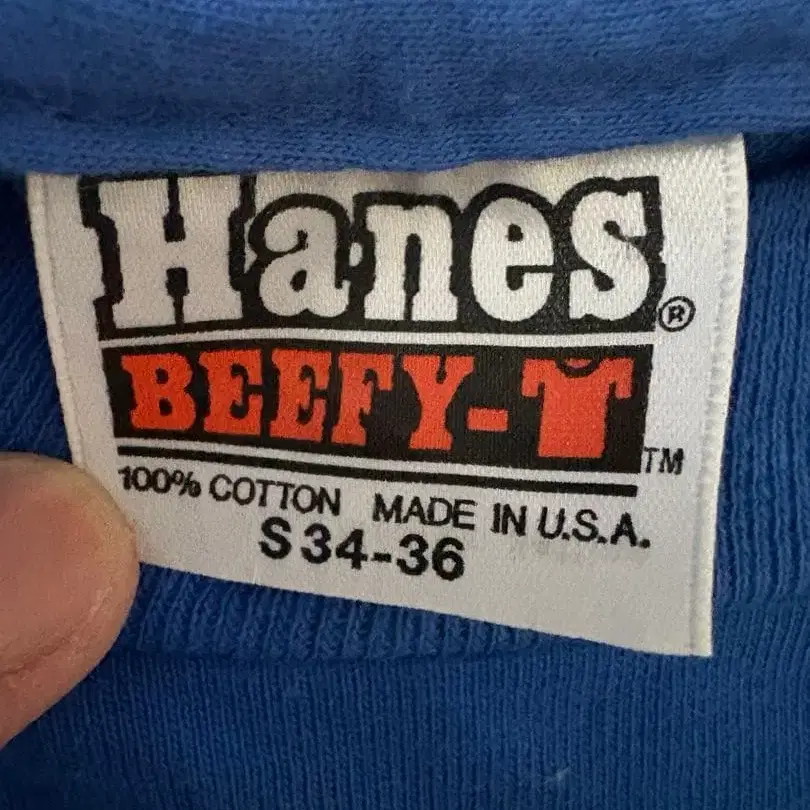 Hanes®
BEEFY-T™
100% COTTON MADE IN U.S.A.
S 34-36